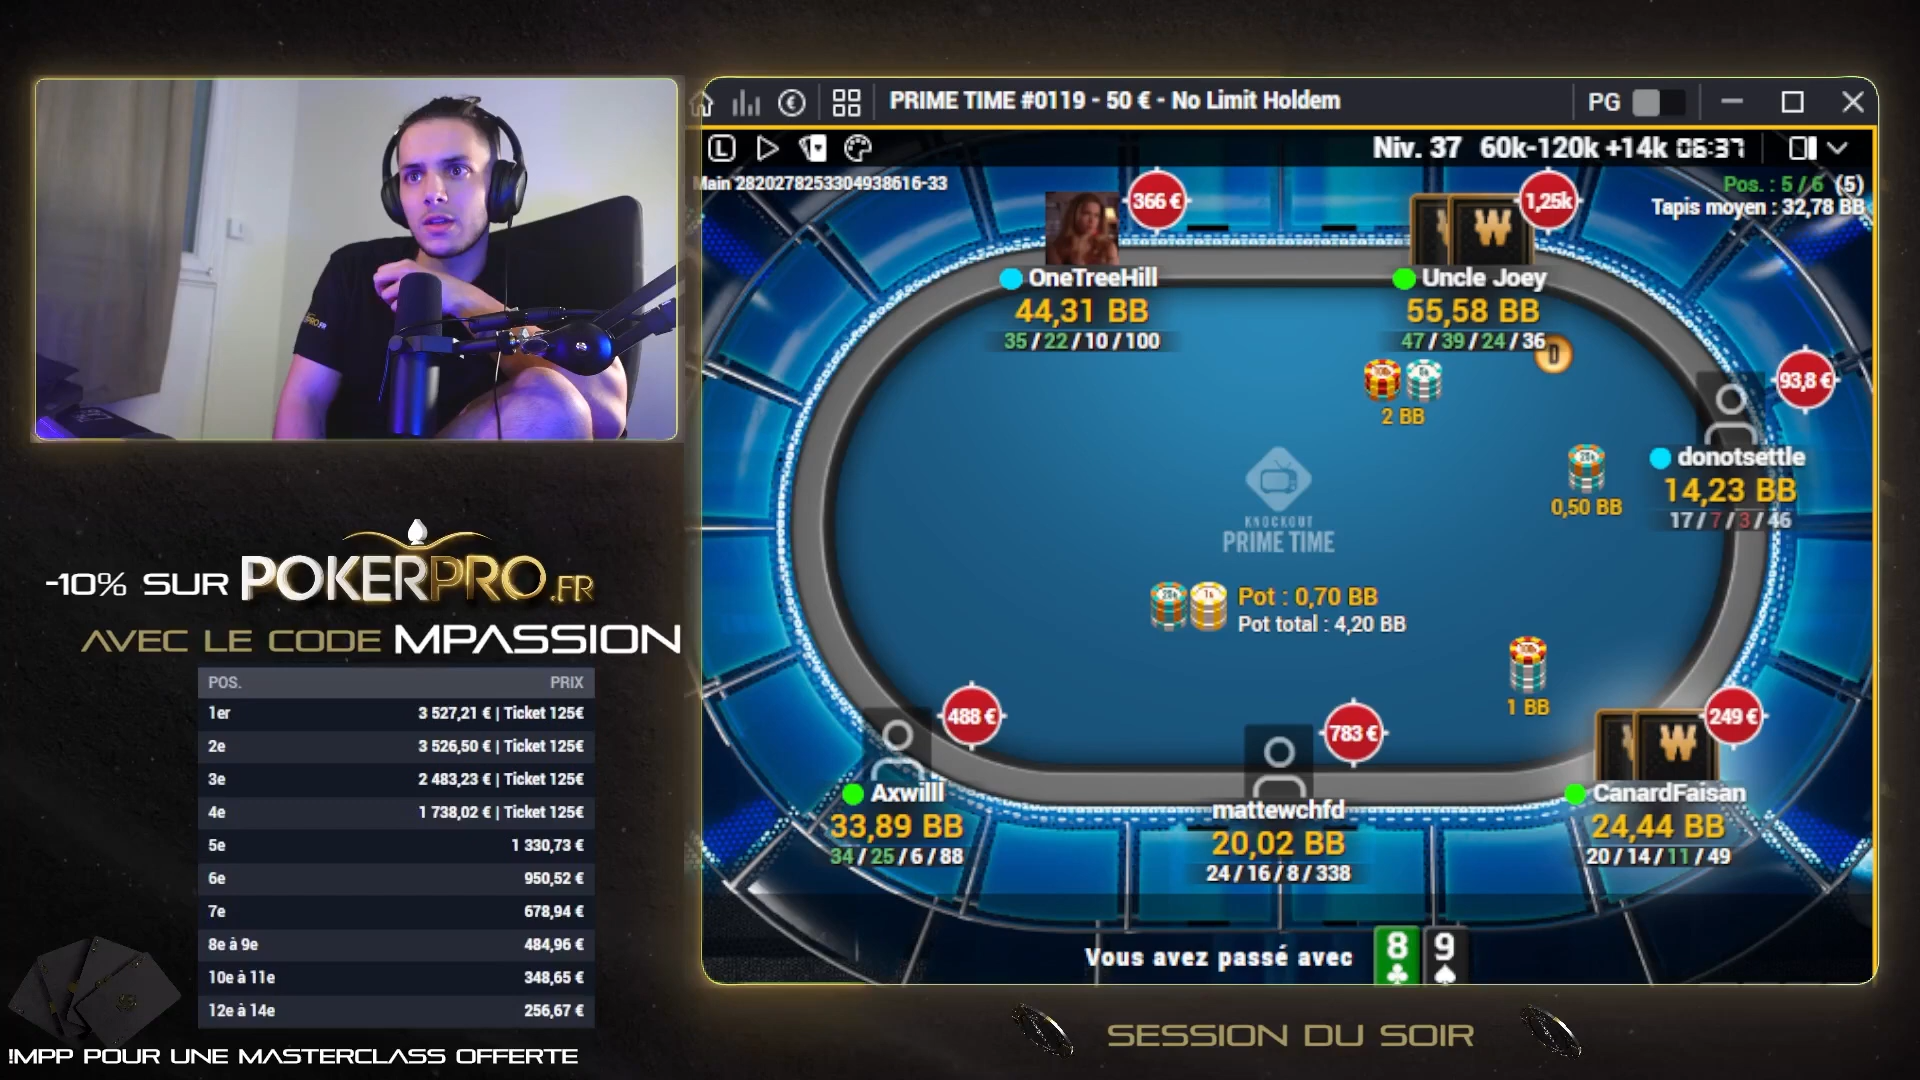 PRIME TIME #0119 - 50 € - No Limit Holdem
PG
Niv. 37 60k-120k +14k 06:37
Main 2820278253304938616-33
Pos. : 5 / 6 (5)
Tapis moyen : 32,78 BB
366 €
OneTreeHill
44,31 BB
35 / 22 / 10 / 100
1,25k
Uncle Joey
55,58 BB
47 / 39 / 24 / 36
D
2 BB
93,8 €
donotsettle
14,23 BB
17 / 7 / 3 / 46
0,50 BB
KNOCKOUT
PRIME TIME
Pot : 0,70 BB
Pot total : 4,20 BB
1 BB
488 €
Axwilll
33,89 BB
34 / 25 / 6 / 88
783 €
mattewchfd
20,02 BB
24 / 16 / 8 / 338
249 €
CanardFaisan
24,44 BB
20 / 14 / 11 / 49
Vous avez passé avec 8 9
-10% SUR POKERPRO.FR
AVEC LE CODE MPASSION
POS. PRIX
1er 3 527,21 € | Ticket 125€
2e 3 526,50 € | Ticket 125€
3e 2 483,23 € | Ticket 125€
4e 1 738,02 € | Ticket 125€
5e 1 330,73 €
6e 950,52 €
7e 678,94 €
8e à 9e 484,96 €
10e à 11e 348,65 €
12e à 14e 256,67 €
!MPP POUR UNE MASTERCLASS OFFERTE
SESSION DU SOIR